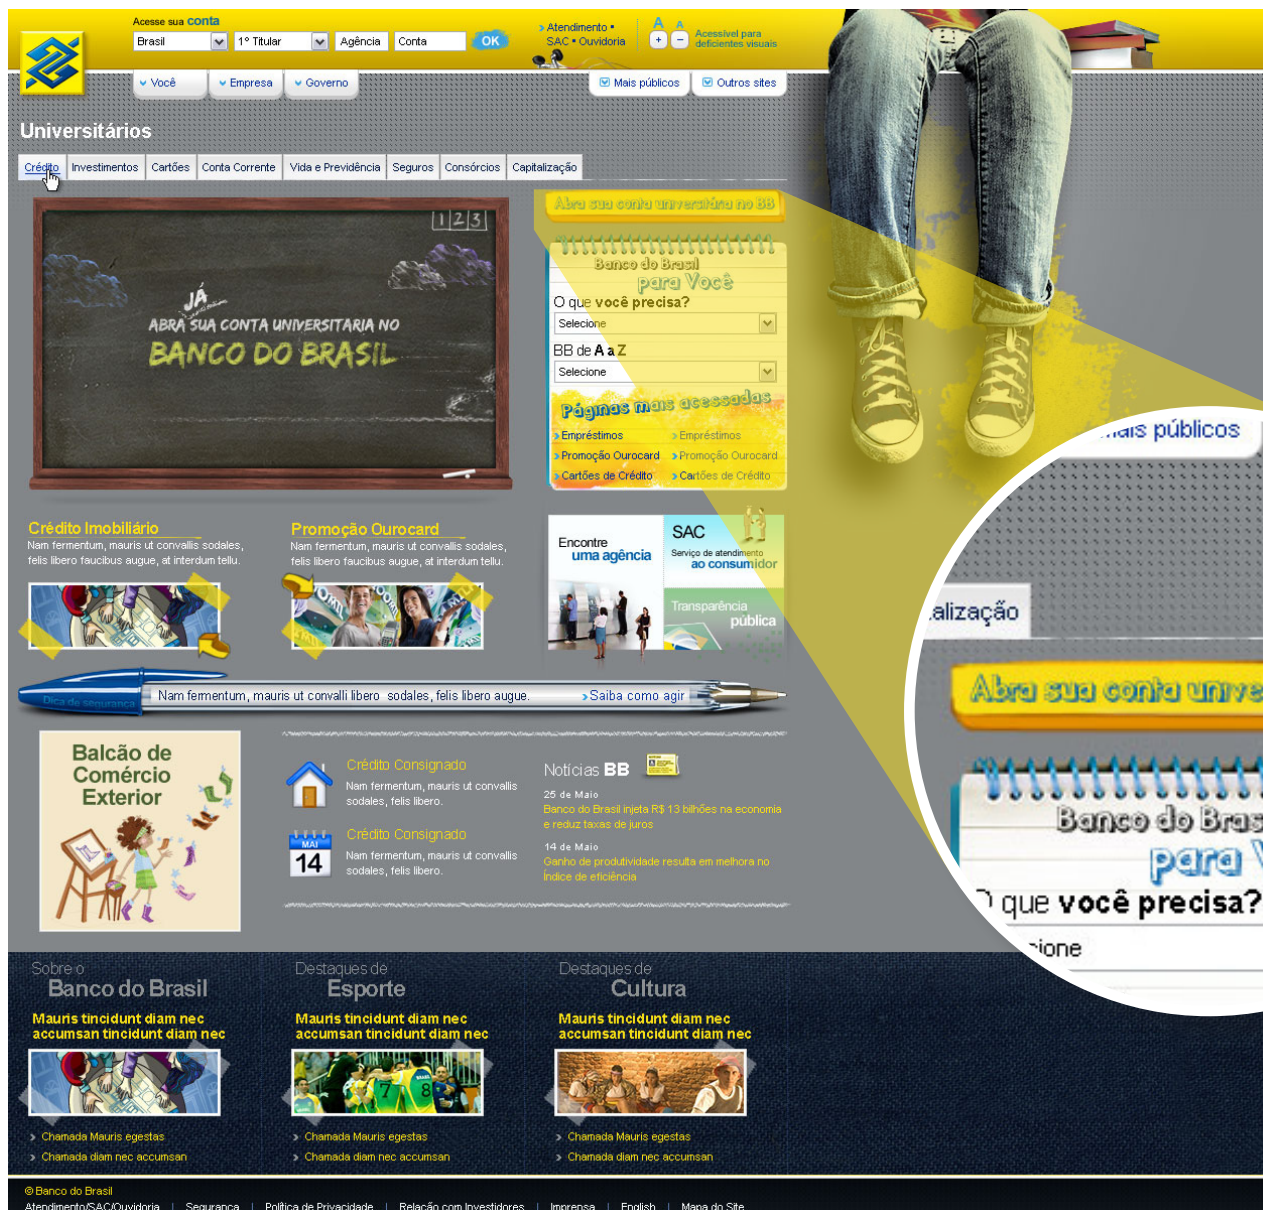 Acesse sua conta
Brasil
1º Titular
Agência
Conta
OK
Atendimento •
SAC • Ouvidoria
A A
+ −
Acessível para
deficientes visuais
Você
Empresa
Governo
Mais públicos
Outros sites
Universitários
Crédito
Investimentos
Cartões
Conta Corrente
Vida e Previdência
Seguros
Consórcios
Capitalização
1 2 3
JÁ
ABRA SUA CONTA UNIVERSITARIA NO
BANCO DO BRASIL
Abra sua conta universitária no BB
Banco do Brasil
para Você
O que você precisa?
Selecione
BB de A a Z
Selecione
Páginas mais acessadas
Empréstimos
Empréstimos
Promoção Ourocard
Promoção Ourocard
Cartões de Crédito
Cartões de Crédito
ais públicos
alização
Abra sua conta unive
Banco do Bras
para V
O que você precisa?
cione
Crédito Imobiliário
Nam fermentum, mauris ut convallis sodales,
felis libero faucibus augue, at interdum tellu.
Promoção Ourocard
Nam fermentum, mauris ut convallis sodales,
felis libero faucibus augue, at interdum tellu.
Encontre
uma agência
SAC
Serviço de atendimento
ao consumidor
Transparência
pública
Dica de segurança
Nam fermentum, mauris ut convalli libero sodales, felis libero augue.
Saiba como agir
Balcão de
Comércio
Exterior
Crédito Consignado
Nam fermentum, mauris ut convallis
sodales, felis libero.
MAI
14
Crédito Consignado
Nam fermentum, mauris ut convallis
sodales, felis libero.
Notícias BB
25 de Maio
Banco do Brasil injeta R$ 13 bilhões na economia
e reduz taxas de juros
14 de Maio
Ganho de produtividade resulta em melhora no
Índice de eficiência
Sobre o
Banco do Brasil
Mauris tincidunt diam nec
accumsan tincidunt diam nec
Chamada Mauris egestas
Chamada diam nec accumsan
Destaques de
Esporte
Mauris tincidunt diam nec
accumsan tincidunt diam nec
7 8
Chamada Mauris egestas
Chamada diam nec accumsan
Destaques de
Cultura
Mauris tincidunt diam nec
accumsan tincidunt diam nec
Chamada Mauris egestas
Chamada diam nec accumsan
© Banco do Brasil
Atendimento/SAC/Ouvidoria | Segurança | Política de Privacidade | Relação com Investidores | Imprensa | English | Mapa do Site